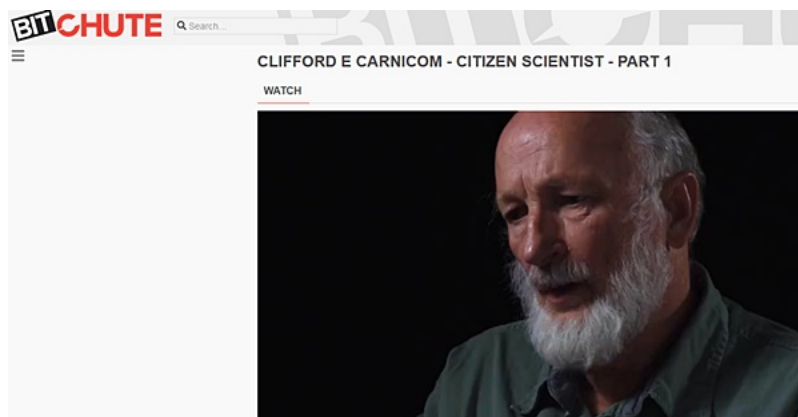 BITCHUTE
Search...
CLIFFORD E CARNICOM - CITIZEN SCIENTIST - PART 1
WATCH